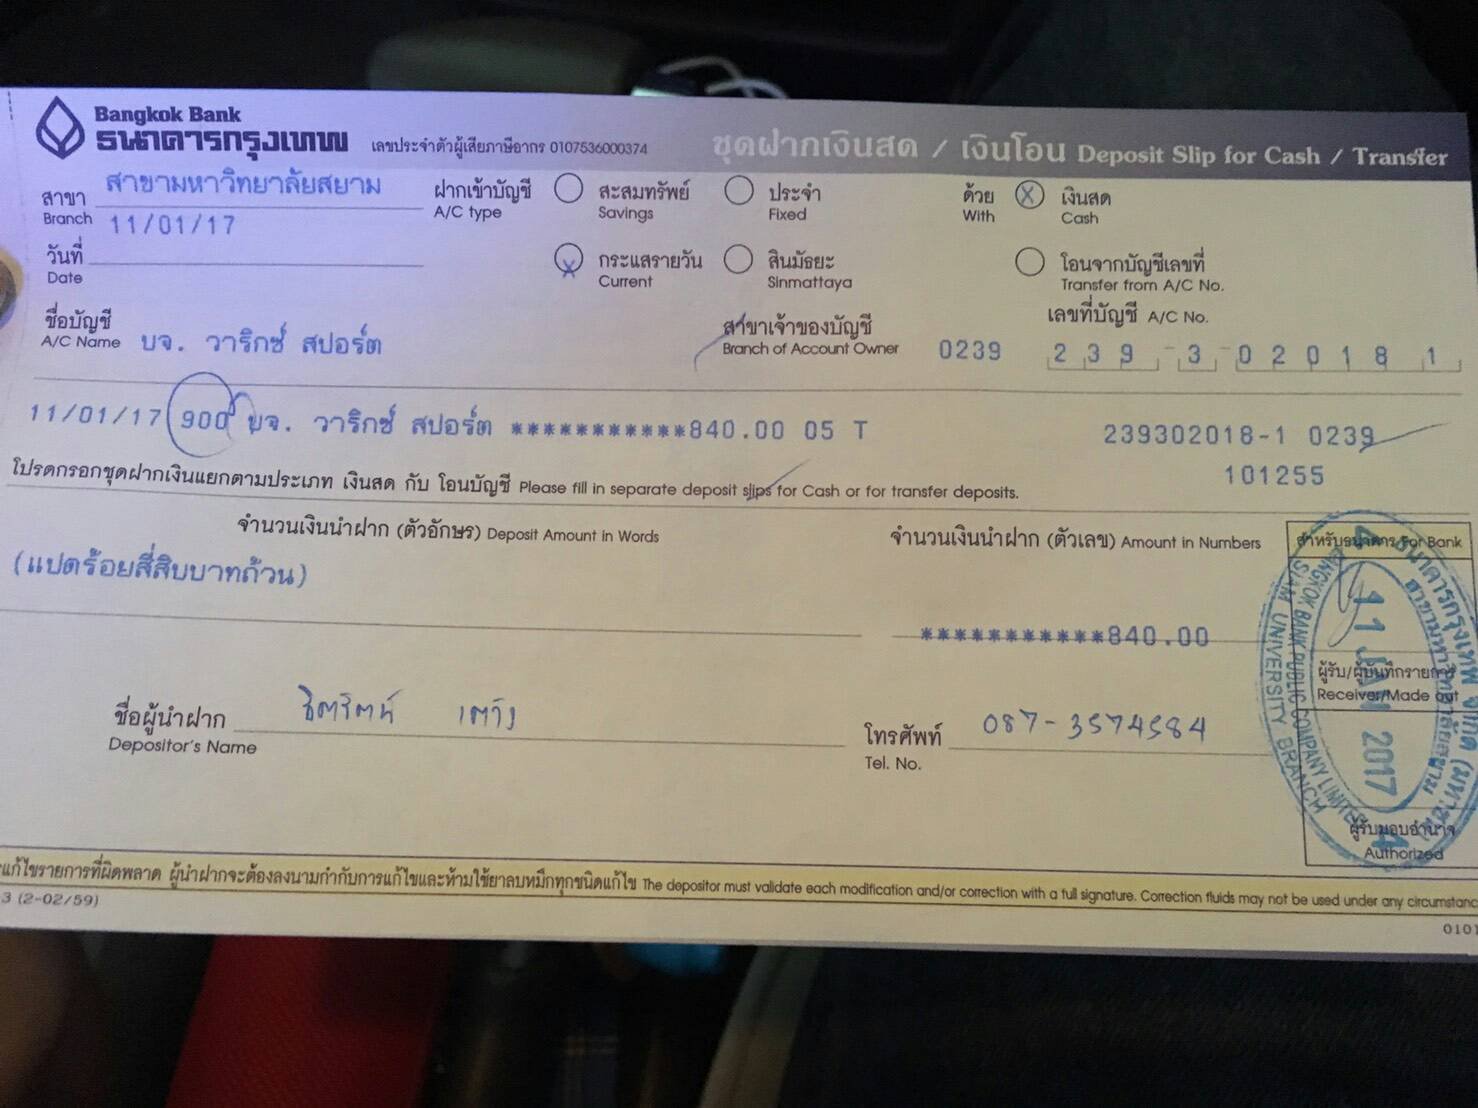 Bangkok Bank
ธนาคารกรุงเทพ เลขประจำตัวผู้เสียภาษีอากร 0107536000374
ชุดฝากเงินสด / เงินโอน Deposit Slip for Cash / Transfer
สาขา สาขามหาวิทยาลัยสยาม
Branch 11/01/17
วันที่
Date
ฝากเข้าบัญชี สะสมทรัพย์ ประจำ
A/C type Savings Fixed
กระแสรายวัน สินมัธยะ
Current Sinmattaya
ด้วย X เงินสด
With Cash
โอนจากบัญชีเลขที่
Transfer from A/C No.
ชื่อบัญชี
A/C Name บจ. วาริกซ์ สปอร์ต
สาขาเจ้าของบัญชี
Branch of Account Owner 0239
เลขที่บัญชี A/C No.
239-3-02018 1
11/01/17 900 บจ. วาริกซ์ สปอร์ต ***********840.00 05 T 239302018-1 0239
101255
โปรดกรอกชุดฝากเงินแยกตามประเภท เงินสด กับ โอนบัญชี Please fill in separate deposit slips for Cash or for transfer deposits.
จำนวนเงินนำฝาก (ตัวอักษร) Deposit Amount in Words
(แปดร้อยสี่สิบบาทถ้วน)
จำนวนเงินนำฝาก (ตัวเลข) Amount in Numbers
***********840.00
สำหรับธนาคาร For Bank
ผู้รับ/ผู้บันทึกรายการ
Receiver/Made out
ผู้รับมอบอำนาจ
Authorized
ธนาคารกรุงเทพ จำกัด (มหาชน)
สาขามหาวิทยาลัยสยาม
11 JAN 2017
BANGKOK BANK PUBLIC COMPANY LIMITED
SIAM UNIVERSITY BRANCH
ชื่อผู้นำฝาก
Depositor's Name
โทรศัพท์ 087-3574584
Tel. No.
แก้ไขรายการที่ผิดพลาด ผู้นำฝากจะต้องลงนามกำกับการแก้ไขและห้ามใช้ยาลบหมึกทุกชนิดแก้ไข The depositor must validate each modification and/or correction with a full signature. Correction fluids may not be used under any circumstanc
3 (2-02/59)
0101